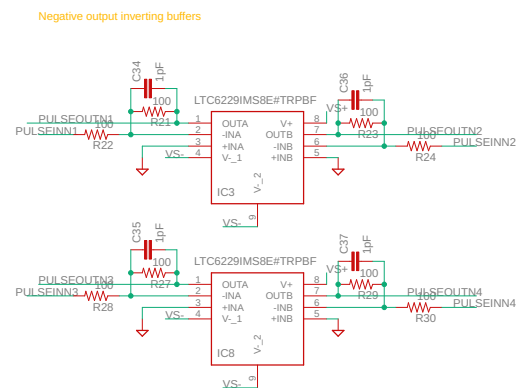 Negative output inverting buffers
C34
1pF
100
R21
PULSEOUTN1
100
PULSEINN1
R22
LTC6229IMS8E#TRPBF
1 OUTA V+ 8
2 -INA OUTB 7
3 +INA -INB 6
4 V-_1 +INB 5
VS-
V-_2
IC3
9
VS-
C36
1pF
VS+
100
R23
PULSEOUTN2
100
PULSEINN2
R24
C35
1pF
100
R27
PULSEOUTN3
100
PULSEINN3
R28
LTC6229IMS8E#TRPBF
1 OUTA V+ 8
2 -INA OUTB 7
3 +INA -INB 6
4 V-_1 +INB 5
VS-
V-_2
IC8
9
VS-
C37
1pF
VS+
100
R29
PULSEOUTN4
100
PULSEINN4
R30